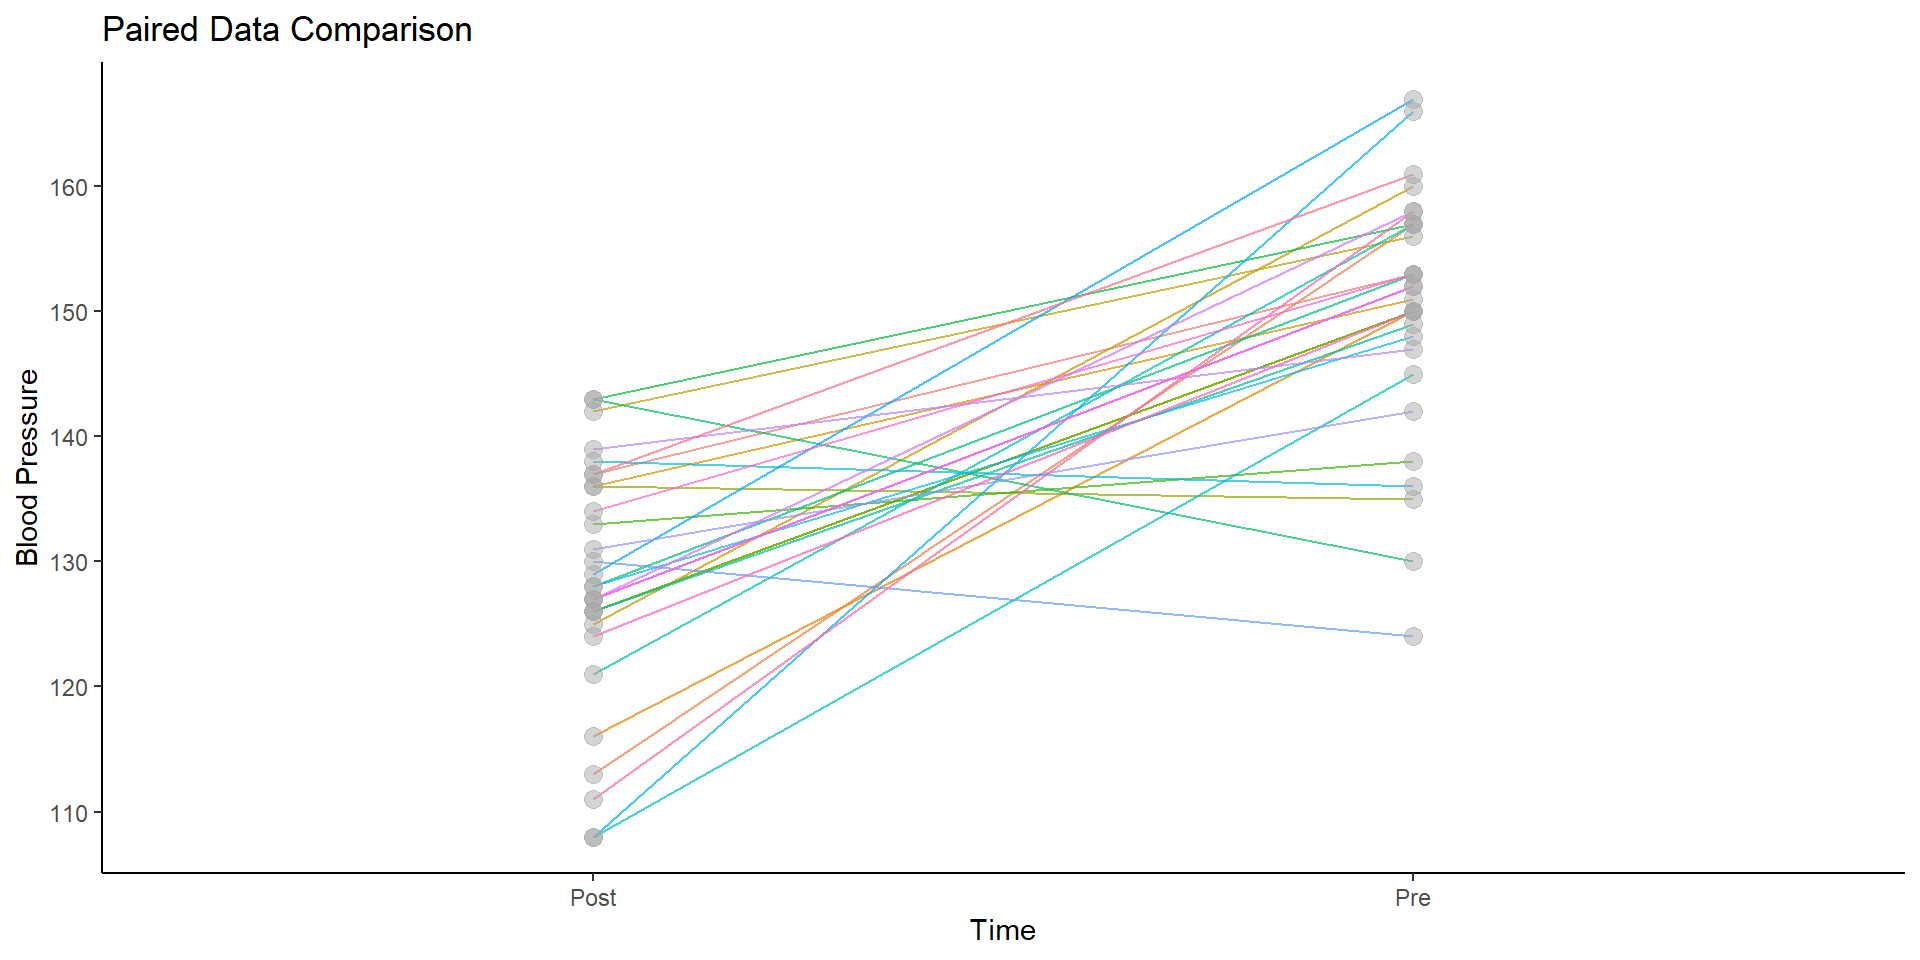 Paired Data Comparison
Blood Pressure
160
150
140
130
120
110
Post
Pre
Time